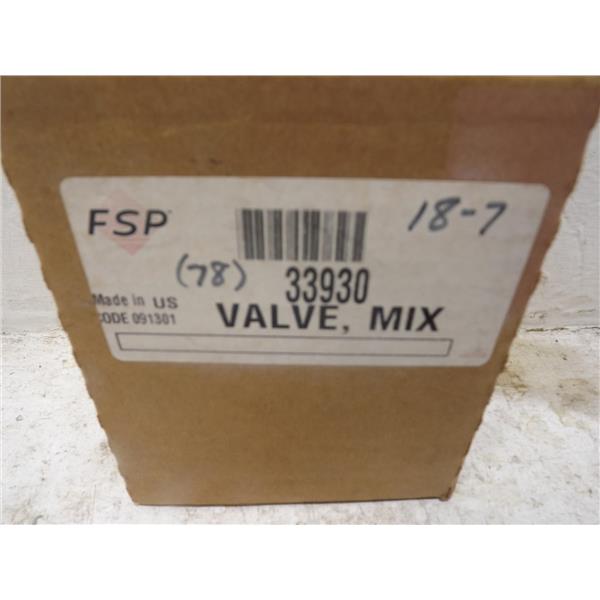 FSP
18-7
(78)
33930
Made in US
CODE 091301
VALVE, MIX